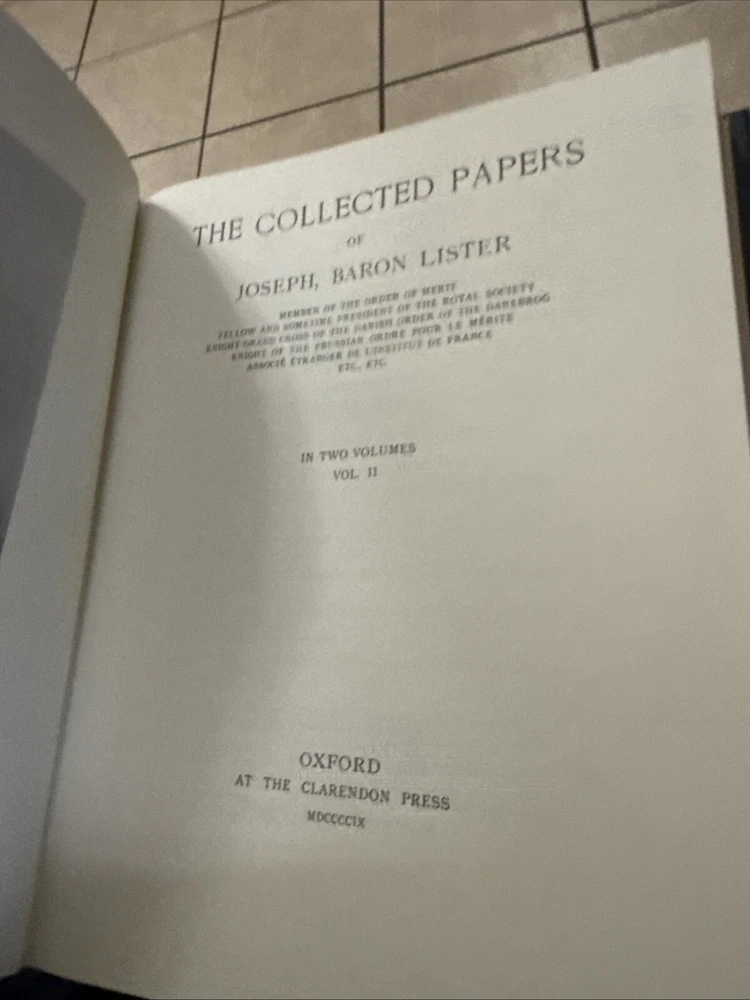 THE COLLECTED PAPERS
OF
JOSEPH, BARON LISTER
MEMBER OF THE ORDER OF MERIT
FELLOW AND SOMETIME PRESIDENT OF THE ROYAL SOCIETY
KNIGHT GRAND CROSS OF THE DANISH ORDER OF THE DANEBROG
KNIGHT OF THE PRUSSIAN ORDRE POUR LE MÉRITE
ASSOCIÉ ÉTRANGER DE L'INSTITUT DE FRANCE
ETC., ETC.
IN TWO VOLUMES
VOL. II
OXFORD
AT THE CLARENDON PRESS
MDCCCCIX